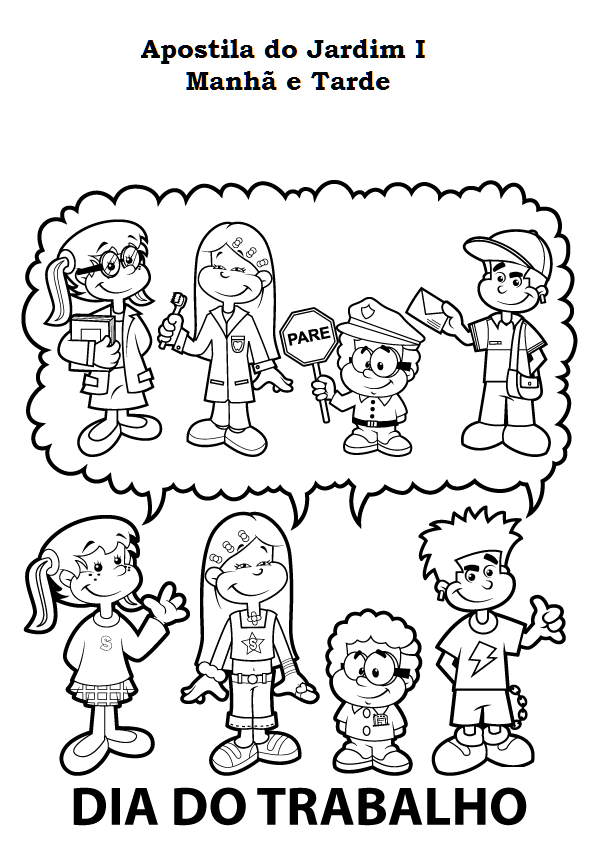 Apostila do Jardim I
Manhã e Tarde
PARE
S
S
DIA DO TRABALHO